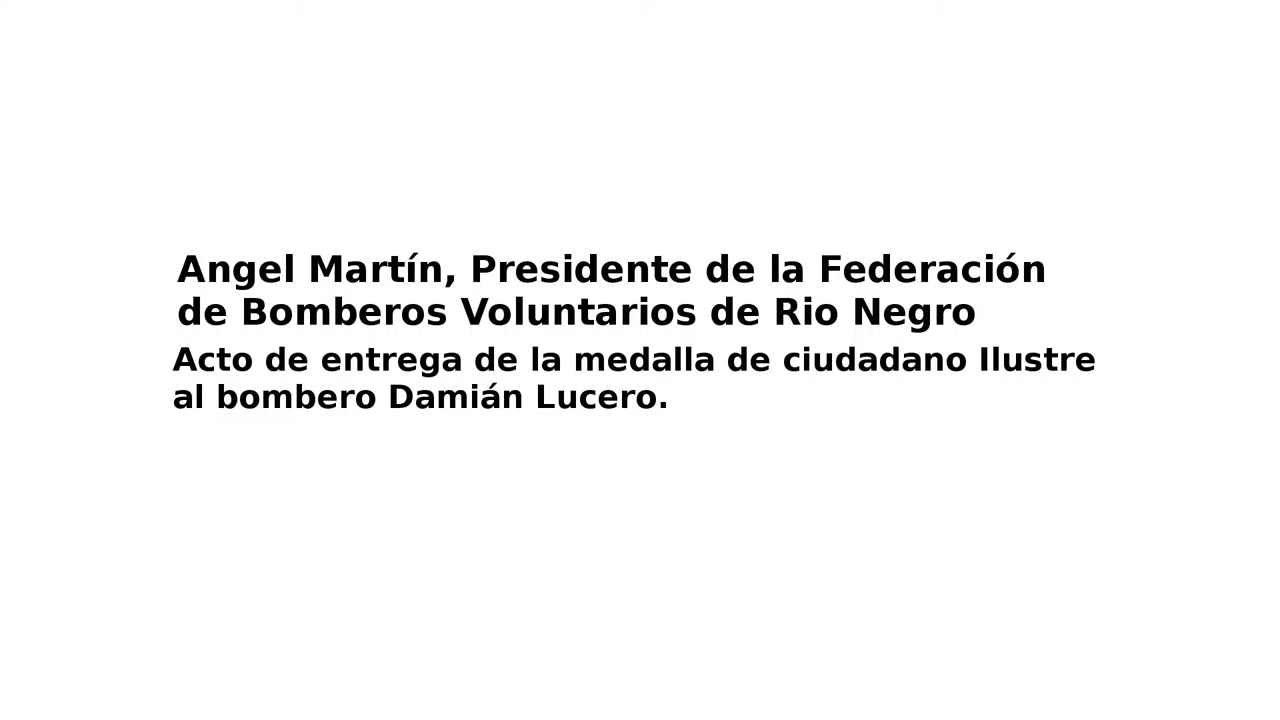 Angel Martín, Presidente de la Federación
de Bomberos Voluntarios de Rio Negro
Acto de entrega de la medalla de ciudadano Ilustre
al bombero Damián Lucero.